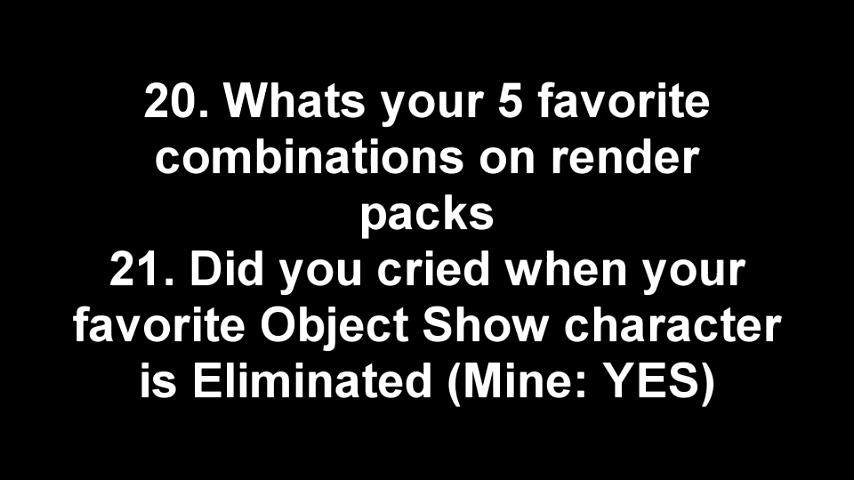 20. Whats your 5 favorite
combinations on render
packs
21. Did you cried when your
favorite Object Show character
is Eliminated (Mine: YES)